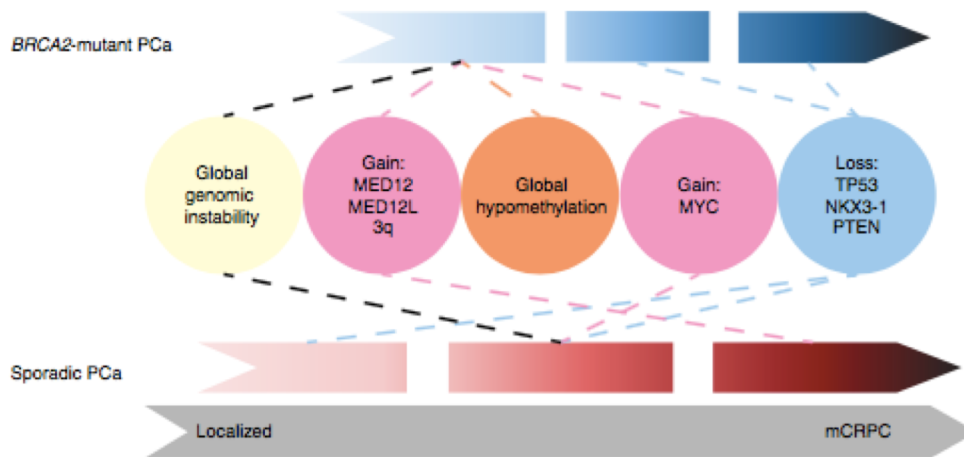 BRCA2-mutant PCa
Global
genomic
instability
Gain:
MED12
MED12L
3q
Global
hypomethylation
Gain:
MYC
Loss:
TP53
NKX3-1
PTEN
Sporadic PCa
Localized
mCRPC